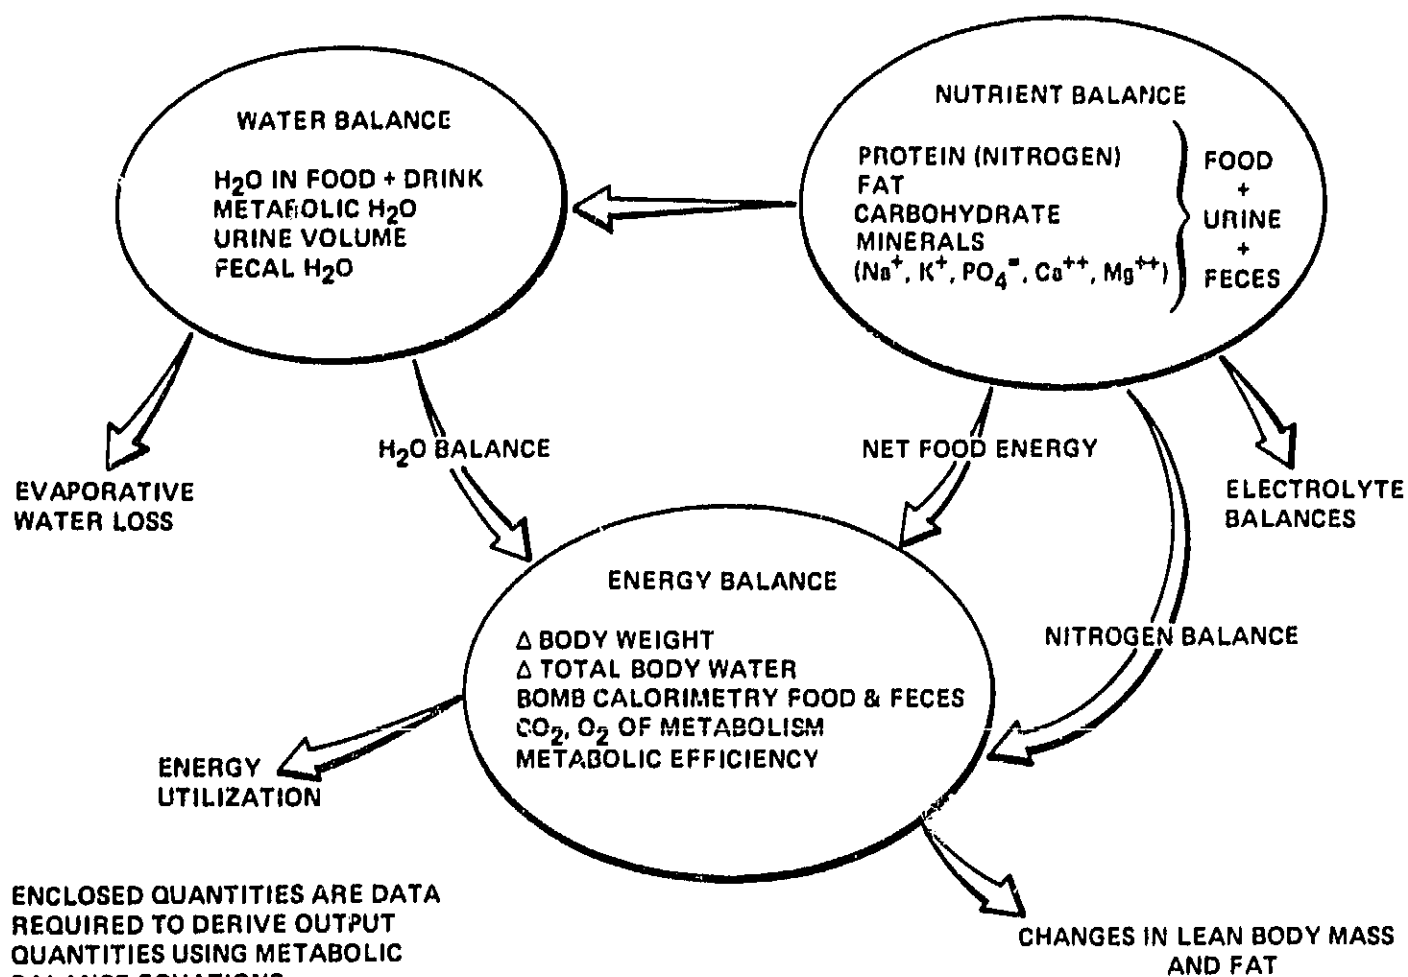 WATER BALANCE
H₂O IN FOOD + DRINK
METABOLIC H₂O
URINE VOLUME
FECAL H₂O
NUTRIENT BALANCE
PROTEIN (NITROGEN)
FAT
CARBOHYDRATE
MINERALS
(Na⁺, K⁺, PO₄⁼, Ca⁺⁺, Mg⁺⁺)
FOOD
+
URINE
+
FECES
H₂O BALANCE
NET FOOD ENERGY
EVAPORATIVE
WATER LOSS
ELECTROLYTE
BALANCES
ENERGY BALANCE
Δ BODY WEIGHT
Δ TOTAL BODY WATER
BOMB CALORIMETRY FOOD & FECES
CO₂, O₂ OF METABOLISM
METABOLIC EFFICIENCY
NITROGEN BALANCE
ENERGY
UTILIZATION
ENCLOSED QUANTITIES ARE DATA
REQUIRED TO DERIVE OUTPUT
QUANTITIES USING METABOLIC
BALANCE EQUATIONS
CHANGES IN LEAN BODY MASS
AND FAT